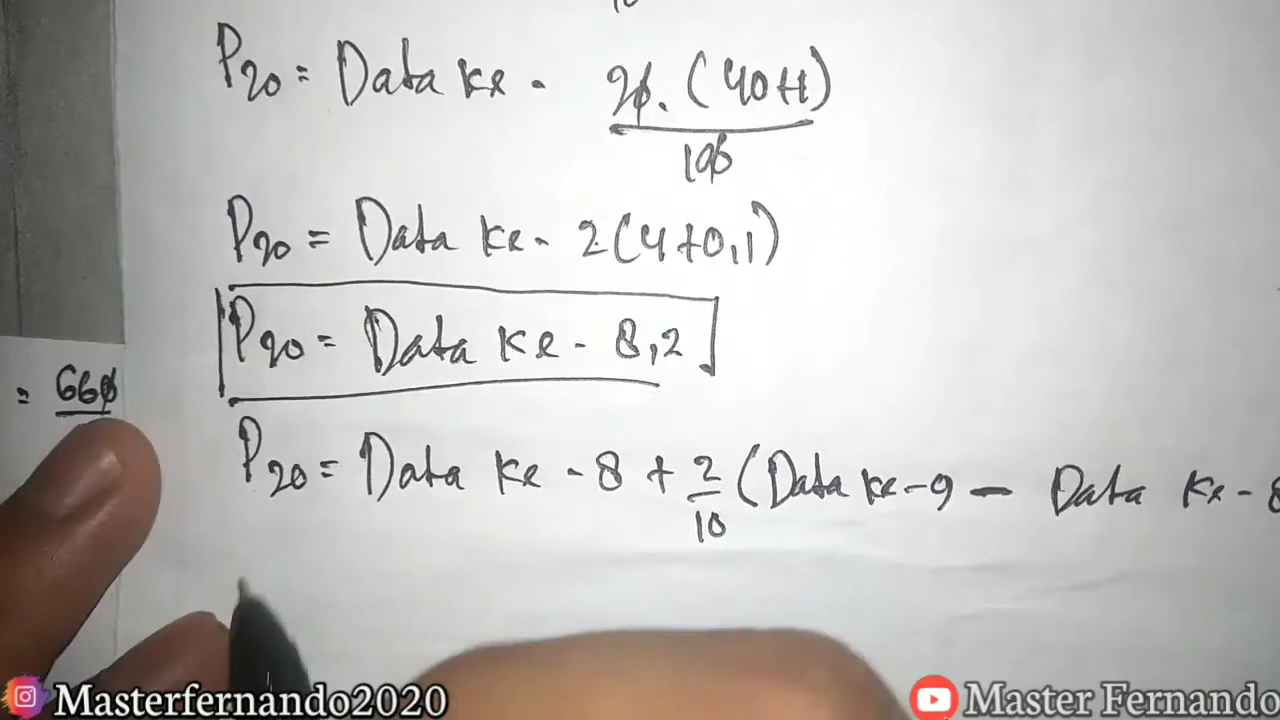 P20 = Data ke - 20. (40+1)
100
P20 = Data ke - 2(4+0,1)
P20 = Data ke - 8,2
= 660
P20 = Data ke - 8 + 2/10 (Data ke-9 - Data ke-8
Masterfernando2020
Master Fernando